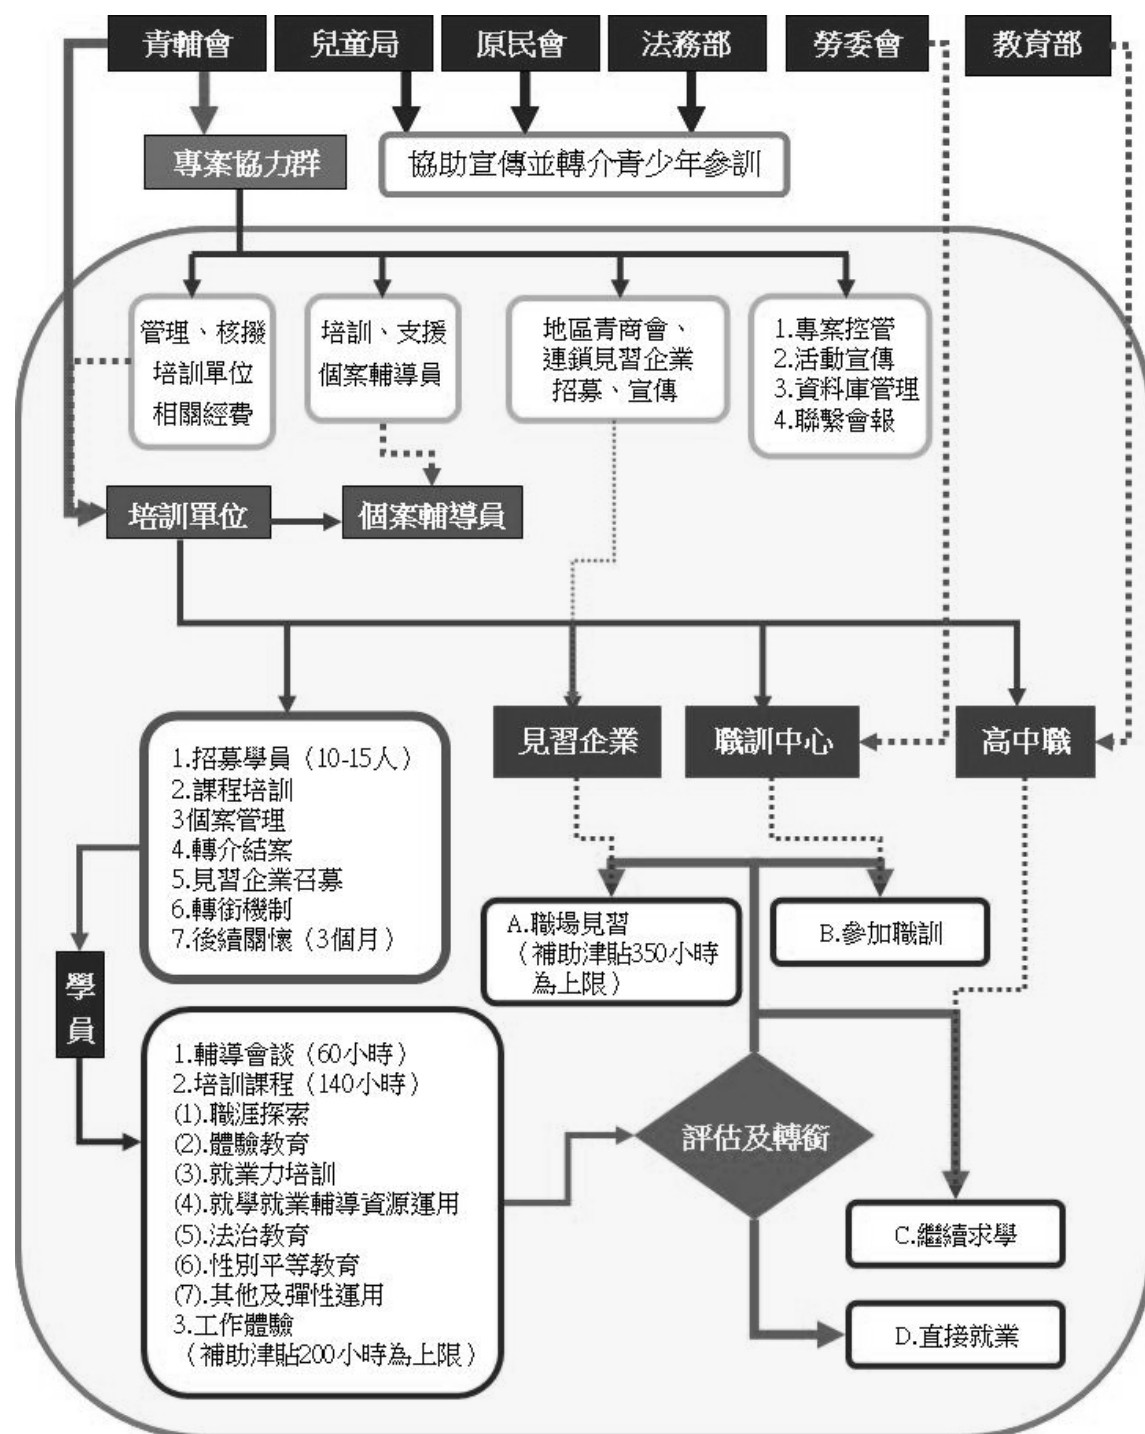 青輔會
兒童局
原民會
法務部
勞委會
教育部
專案協力群
協助宣傳並轉介青少年參訓
管理、核撥
培訓單位
相關經費
培訓、支援
個案輔導員
地區青商會、
連鎖見習企業
招募、宣傳
1.專案控管
2.活動宣傳
3.資料庫管理
4.聯繫會報
培訓單位
個案輔導員
見習企業
職訓中心
高中職
1.招募學員（10-15人）
2.課程培訓
3個案管理
4.轉介結案
5.見習企業召募
6.轉銜機制
7.後續關懷（3個月）
A.職場見習
（補助津貼350小時
為上限）
B.參加職訓
學
員
1.輔導會談（60小時）
2.培訓課程（140小時）
(1).職涯探索
(2).體驗教育
(3).就業力培訓
(4).就學就業輔導資源運用
(5).法治教育
(6).性別平等教育
(7).其他及彈性運用
3.工作體驗
（補助津貼200小時為上限）
評估及轉銜
C.繼續求學
D.直接就業